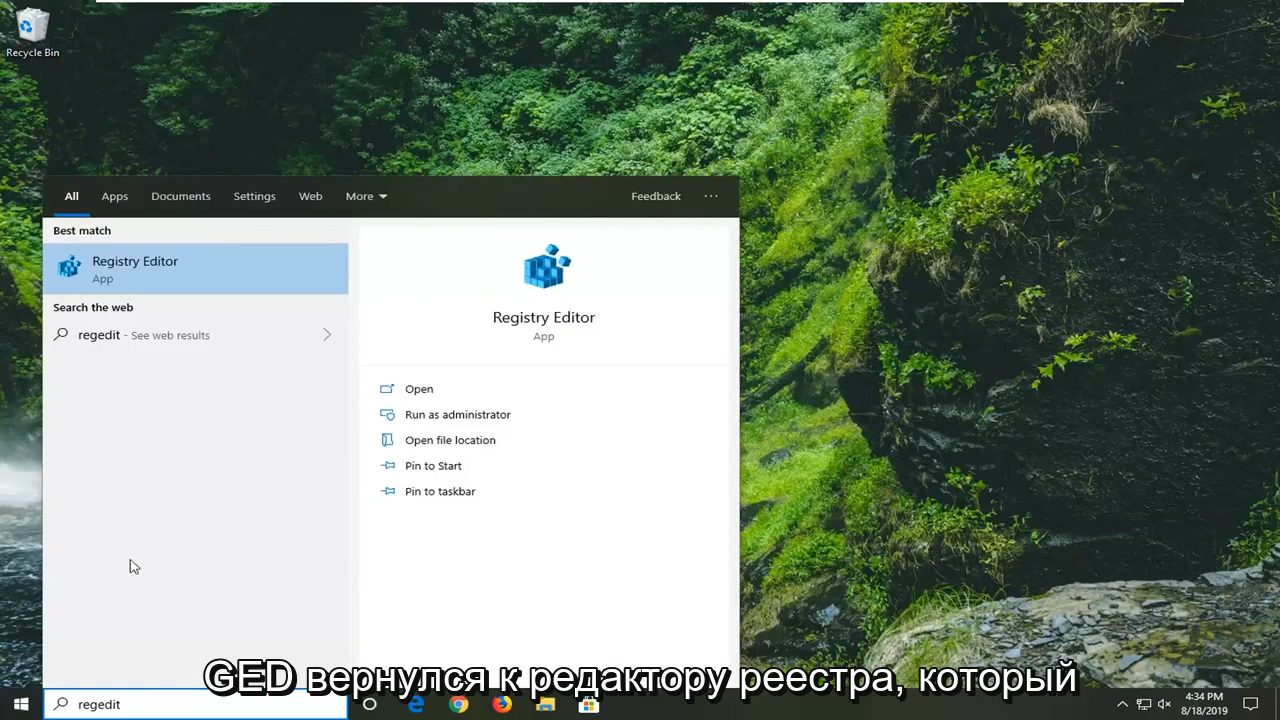 Recycle Bin
All Apps Documents Settings Web More Feedback ···
Best match
Registry Editor
App
Search the web
regedit - See web results
Registry Editor
App
Open
Run as administrator
Open file location
Pin to Start
Pin to taskbar
GED вернулся к редактору реестра, который
regedit
4:34 PM
8/18/2019